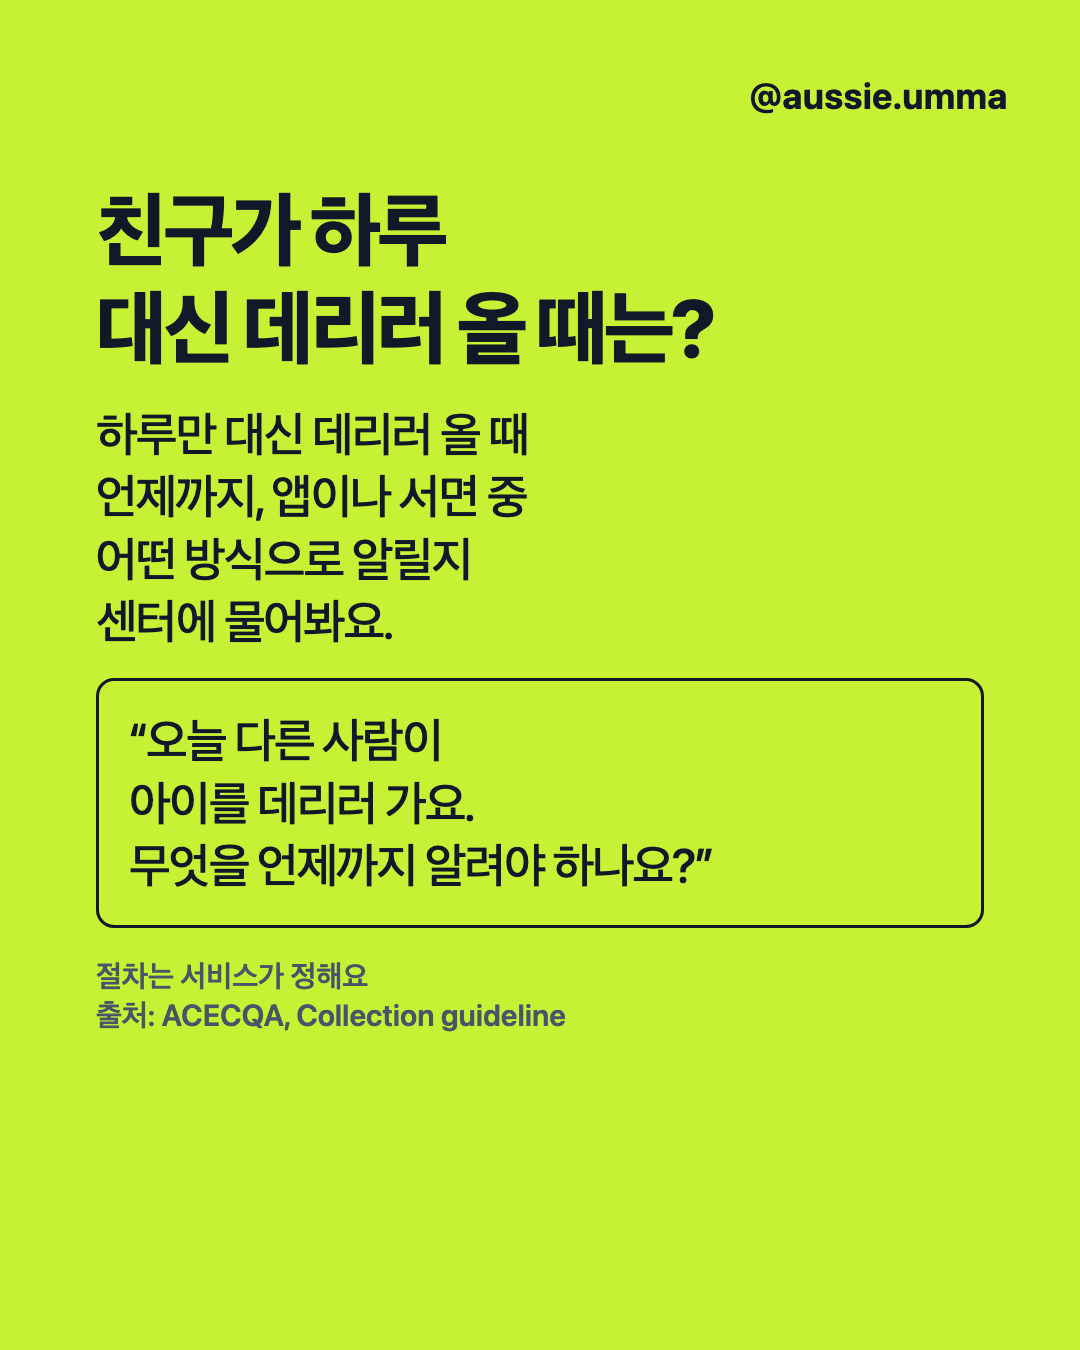 @aussie.umma
친구가 하루
대신 데리러 올 때는?
하루만 대신 데리러 올 때
언제까지, 앱이나 서면 중
어떤 방식으로 알릴지
센터에 물어봐요.
“오늘 다른 사람이
아이를 데리러 가요.
무엇을 언제까지 알려야 하나요?”
절차는 서비스가 정해요
출처: ACECQA, Collection guideline